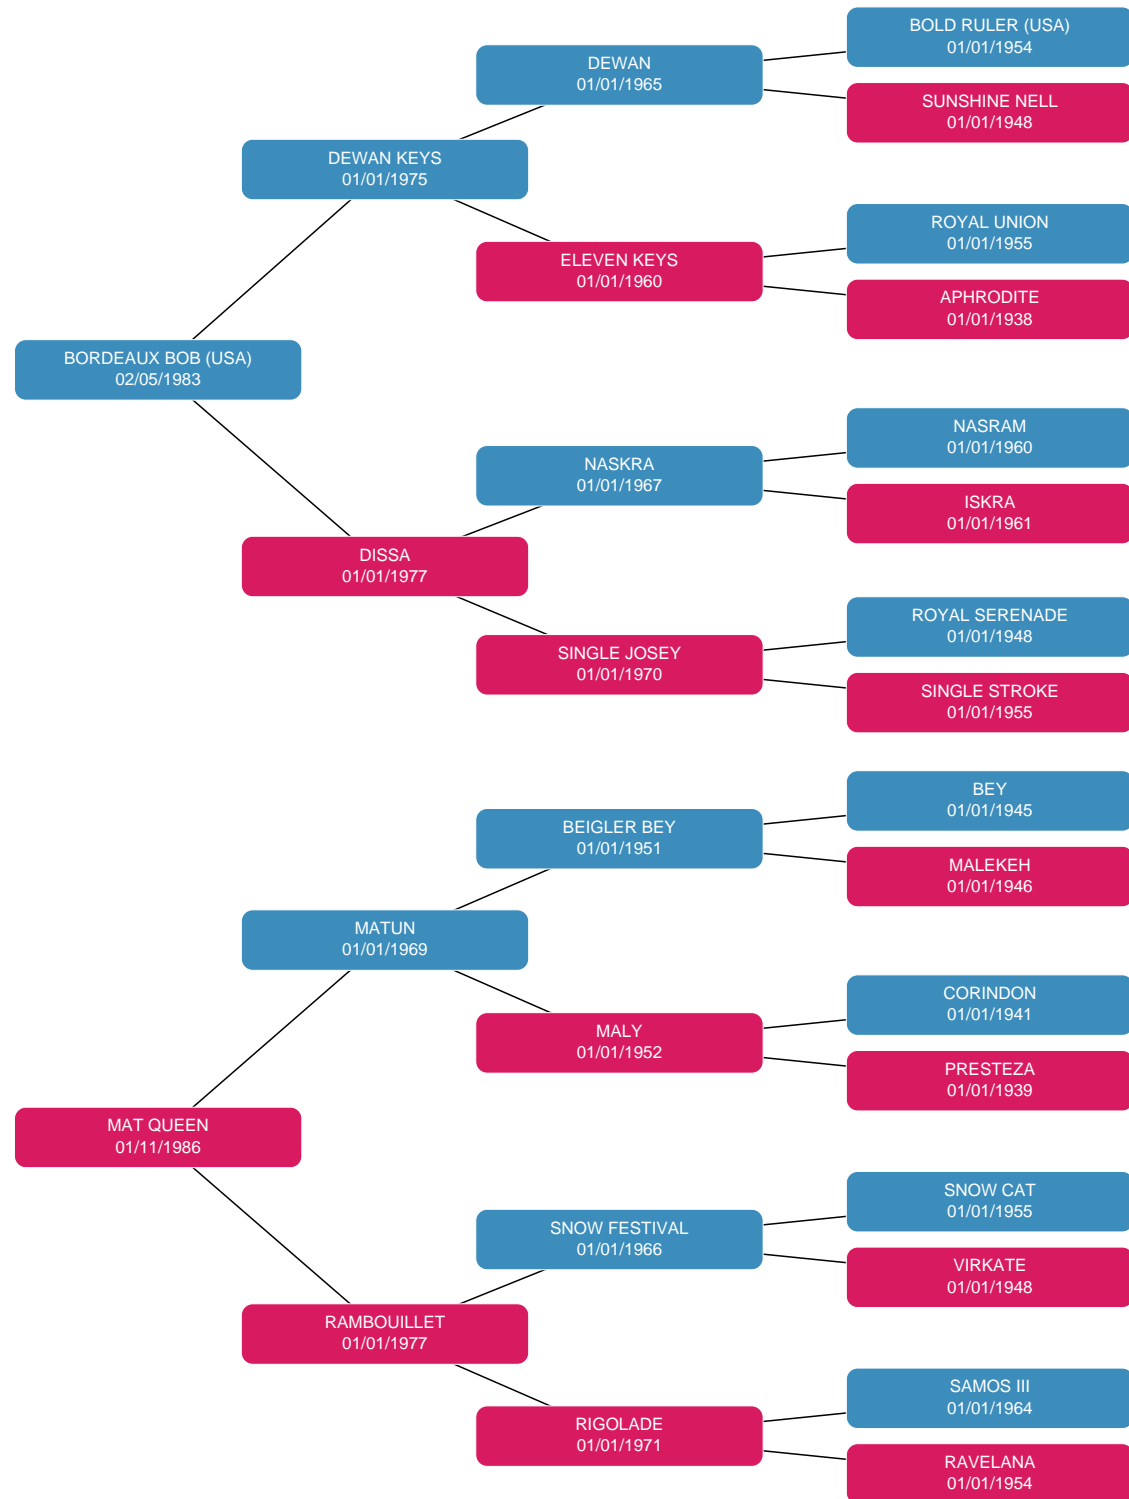 BOLD RULER (USA)
01/01/1954
DEWAN
01/01/1965
SUNSHINE NELL
01/01/1948
DEWAN KEYS
01/01/1975
ROYAL UNION
01/01/1955
ELEVEN KEYS
01/01/1960
APHRODITE
01/01/1938
BORDEAUX BOB (USA)
02/05/1983
NASRAM
01/01/1960
NASKRA
01/01/1967
ISKRA
01/01/1961
DISSA
01/01/1977
ROYAL SERENADE
01/01/1948
SINGLE JOSEY
01/01/1970
SINGLE STROKE
01/01/1955
BEY
01/01/1945
BEIGLER BEY
01/01/1951
MALEKEH
01/01/1946
MATUN
01/01/1969
CORINDON
01/01/1941
MALY
01/01/1952
PRESTEZA
01/01/1939
MAT QUEEN
01/11/1986
SNOW CAT
01/01/1955
SNOW FESTIVAL
01/01/1966
VIRKATE
01/01/1948
RAMBOUILLET
01/01/1977
SAMOS III
01/01/1964
RIGOLADE
01/01/1971
RAVELANA
01/01/1954